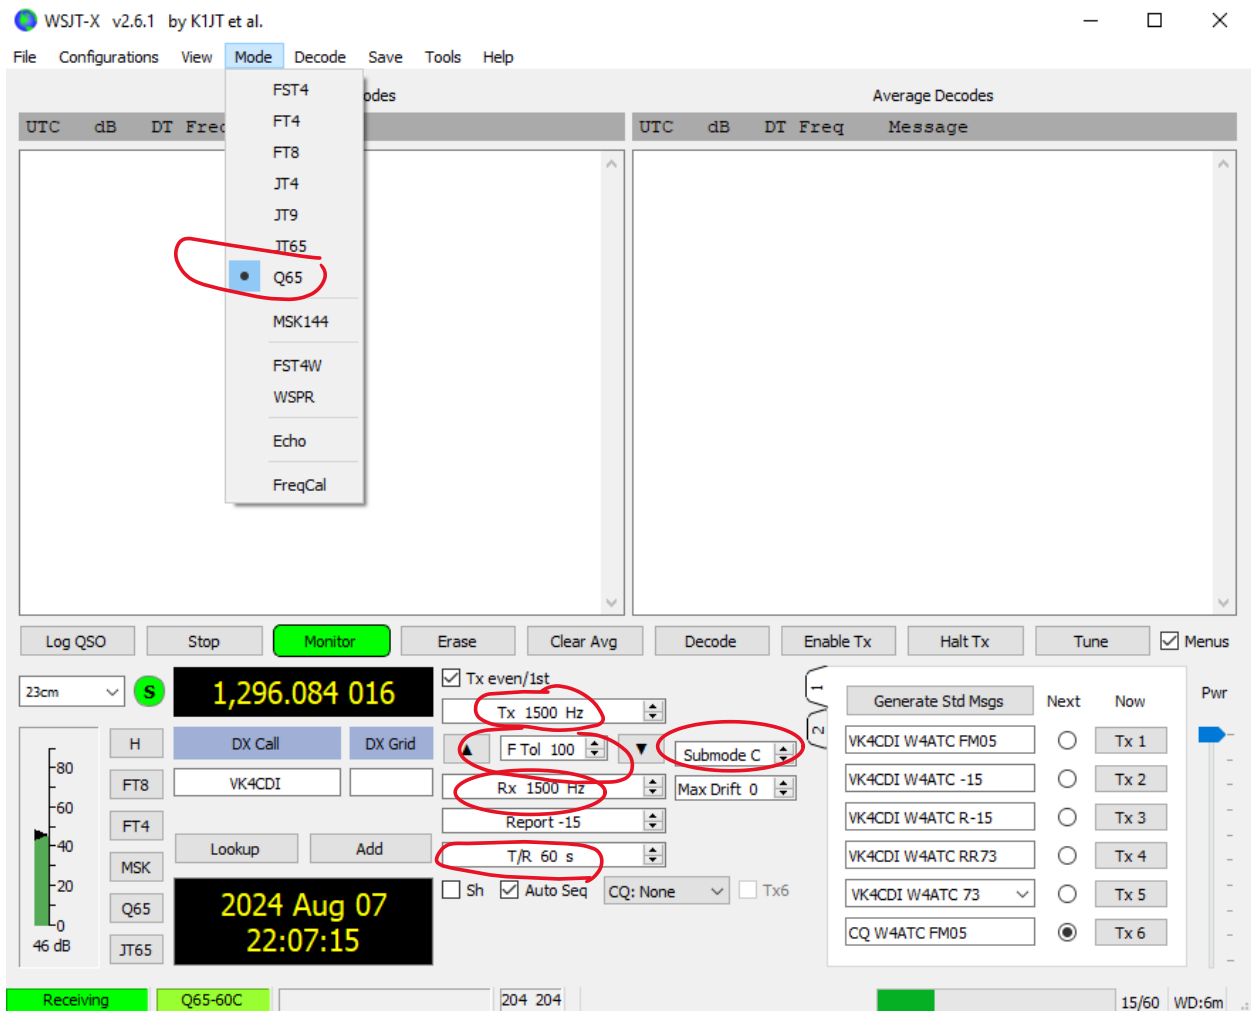 WSJT-X v2.6.1 by K1JT et al.
File Configurations View Mode Decode Save Tools Help
FST4
FT4
FT8
JT4
JT9
JT65
Q65
MSK144
FST4W
WSPR
Echo
FreqCal
odes
Average Decodes
UTC dB DT Freq
UTC dB DT Freq Message
Log QSO Stop Monitor Erase Clear Avg Decode Enable Tx Halt Tx Tune Menus
23cm S 1,296.084 016
Tx even/1st
Tx 1500 Hz
F Tol 100
Submode C
Rx 1500 Hz
Max Drift 0
Report -15
T/R 60 s
Sh Auto Seq CQ: None Tx6
H
FT8
FT4
MSK
Q65
JT65
DX Call DX Grid
VK4CDI
Lookup Add
2024 Aug 07
22:07:15
80
60
40
20
0
46 dB
1
2
Generate Std Msgs Next Now
VK4CDI W4ATC FM05 Tx 1
VK4CDI W4ATC -15 Tx 2
VK4CDI W4ATC R-15 Tx 3
VK4CDI W4ATC RR73 Tx 4
VK4CDI W4ATC 73 Tx 5
CQ W4ATC FM05 Tx 6
Pwr
Receiving Q65-60C 204 204 15/60 WD:6m